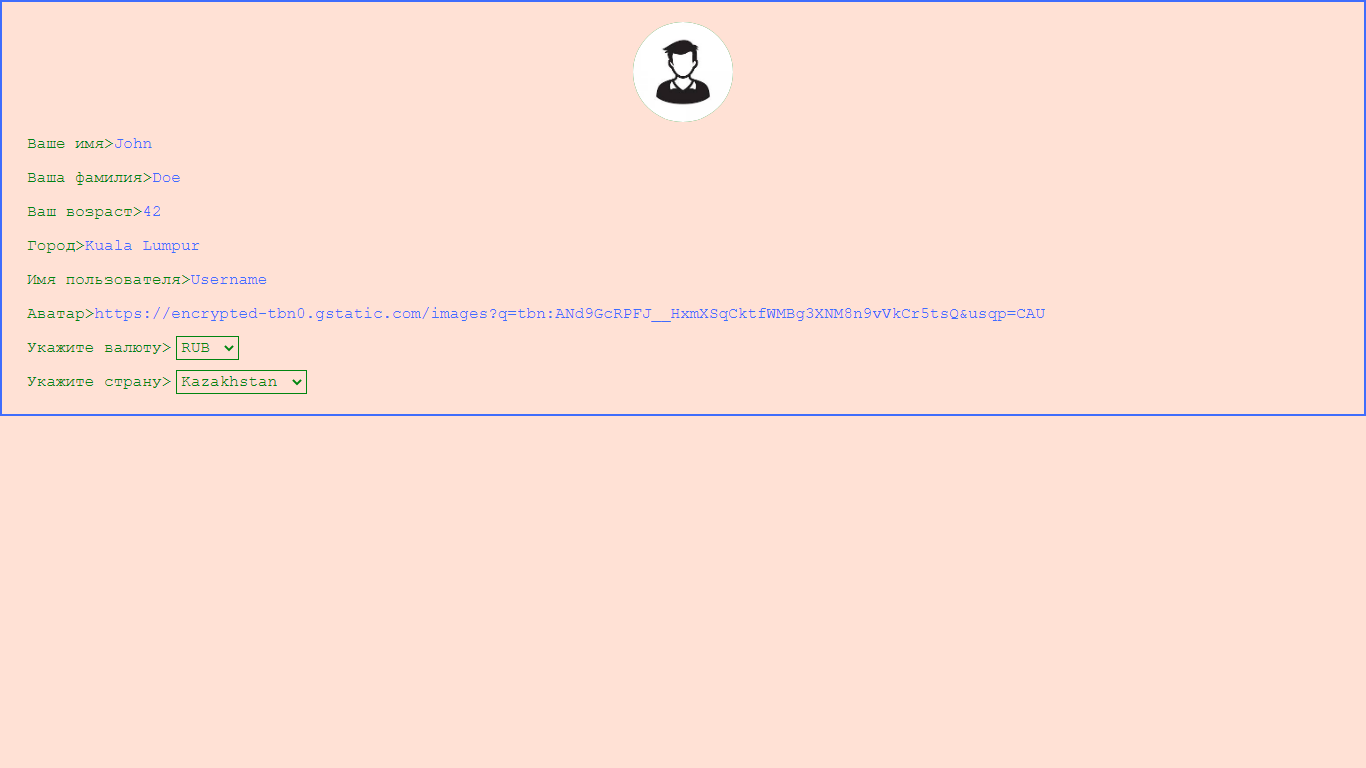 Ваше имя>John
Ваша фамилия>Doe
Ваш возраст>42
Город>Kuala Lumpur
Имя пользователя>Username
Аватар>https://encrypted-tbn0.gstatic.com/images?q=tbn:ANd9GcRPFJ__HxmXSqCktfWMBg3XNM8n9vVkCr5tsQ&usqp=CAU
Укажите валюту> RUB
Укажите страну> Kazakhstan